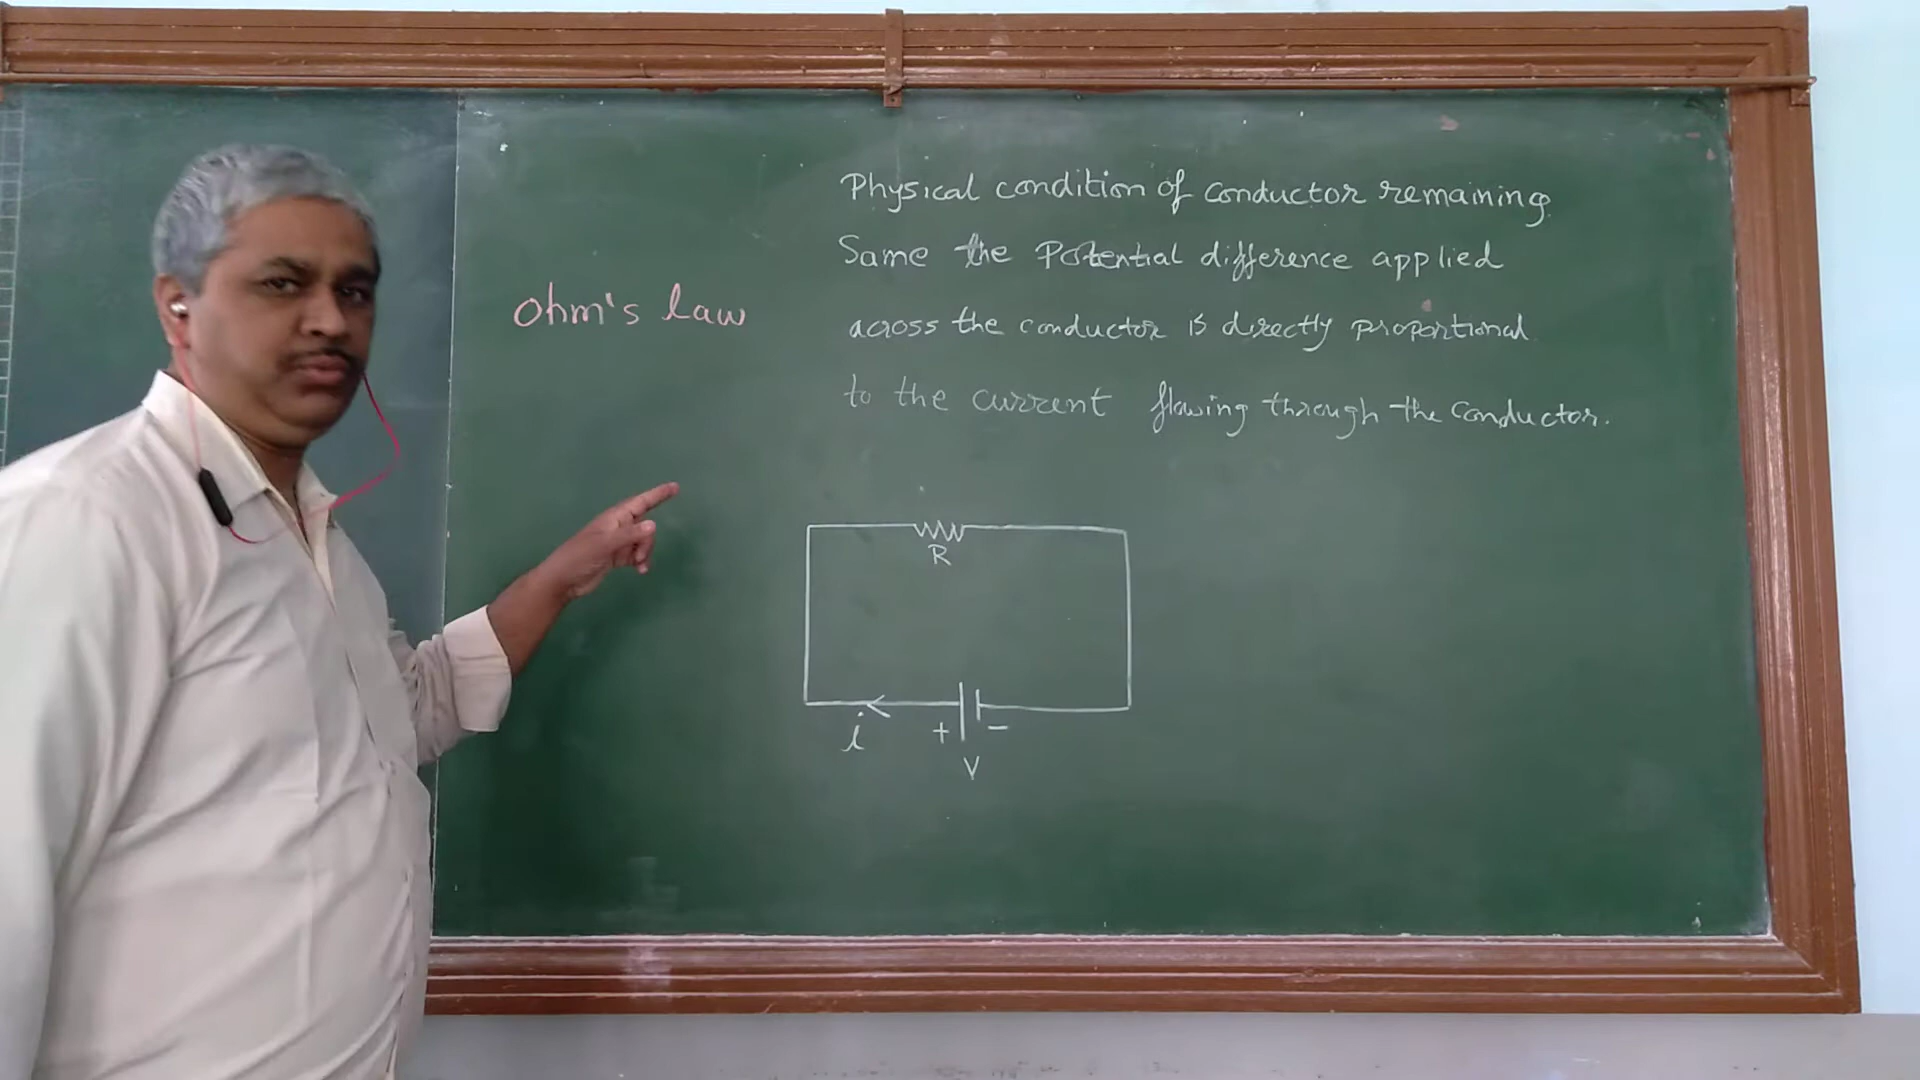 Ohm's law
Physical condition of conductor remaining
Same the Potential difference applied
across the conductor is directly proportional
to the current flowing through the conductor.
R
i
+ -
V